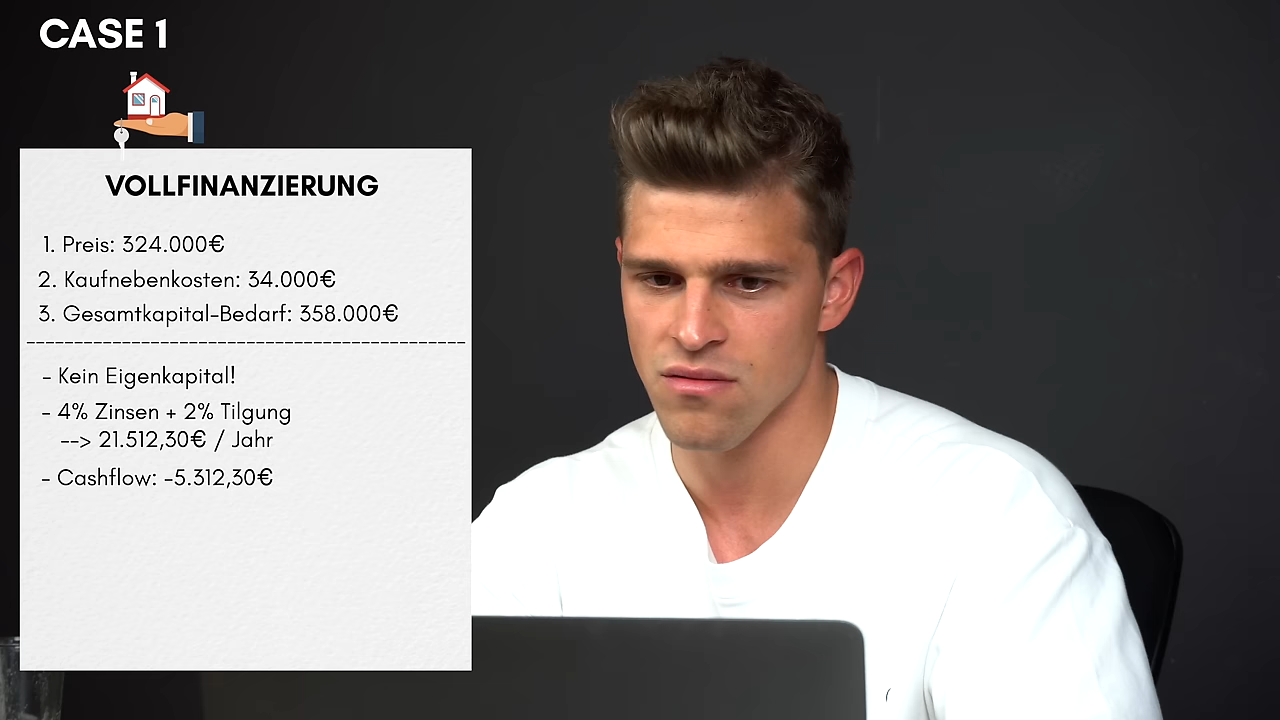 CASE 1
VOLLFINANZIERUNG
1. Preis: 324.000€
2. Kaufnebenkosten: 34.000€
3. Gesamtkapital-Bedarf: 358.000€
- Kein Eigenkapital!
- 4% Zinsen + 2% Tilgung
--> 21.512,30€ / Jahr
- Cashflow: -5.312,30€